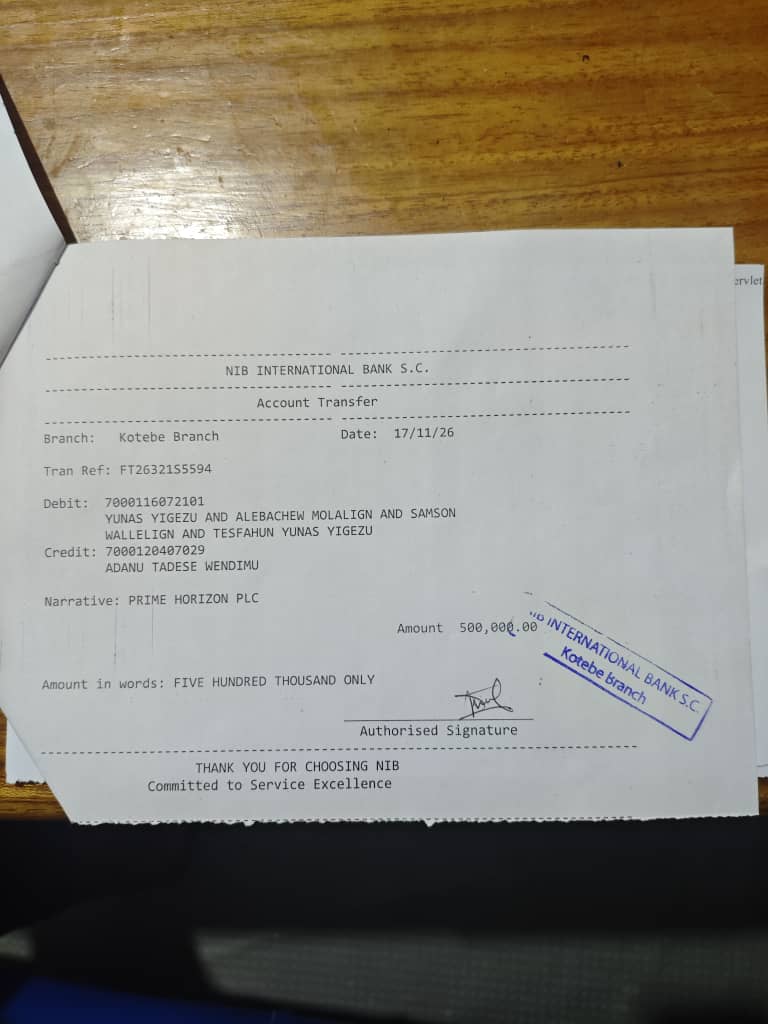 ervlet
NIB INTERNATIONAL BANK S.C.
Account Transfer
Branch: Kotebe Branch Date: 17/11/26
Tran Ref: FT26321S5594
Debit: 7000116072101
YUNAS YIGEZU AND ALEBACHEW MOLALIGN AND SAMSON
WALLELIGN AND TESFAHUN YUNAS YIGEZU
Credit: 7000120407029
ADANU TADESE WENDIMU
Narrative: PRIME HORIZON PLC
Amount 500,000.00
NIB INTERNATIONAL BANK S.C.
Kotebe Branch
Amount in words: FIVE HUNDRED THOUSAND ONLY
Authorised Signature
THANK YOU FOR CHOOSING NIB
Committed to Service Excellence